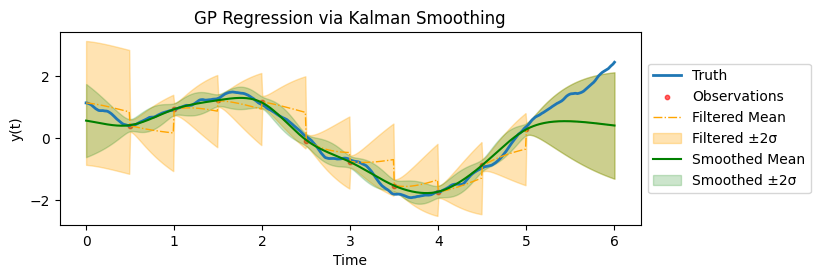 GP Regression via Kalman Smoothing
y(t)
2
0
−2
0 1 2 3 4 5 6
Time
Truth
Observations
Filtered Mean
Filtered ±2σ
Smoothed Mean
Smoothed ±2σ